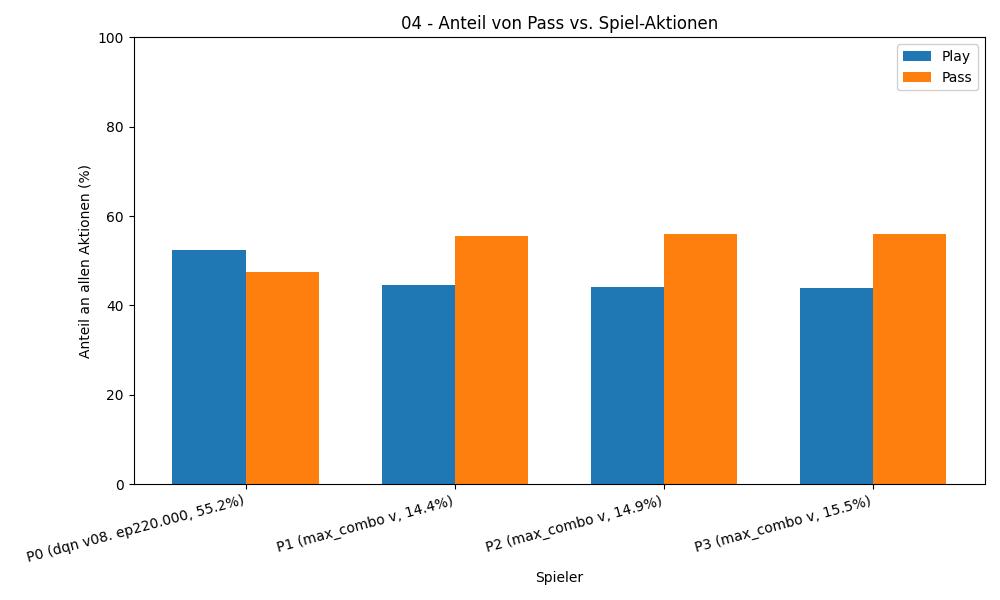 04 - Anteil von Pass vs. Spiel-Aktionen
Play
Pass
Anteil an allen Aktionen (%)
100
80
60
40
20
0
P0 (dqn v08. ep220.000, 55.2%)
P1 (max_combo v, 14.4%)
P2 (max_combo v, 14.9%)
P3 (max_combo v, 15.5%)
Spieler